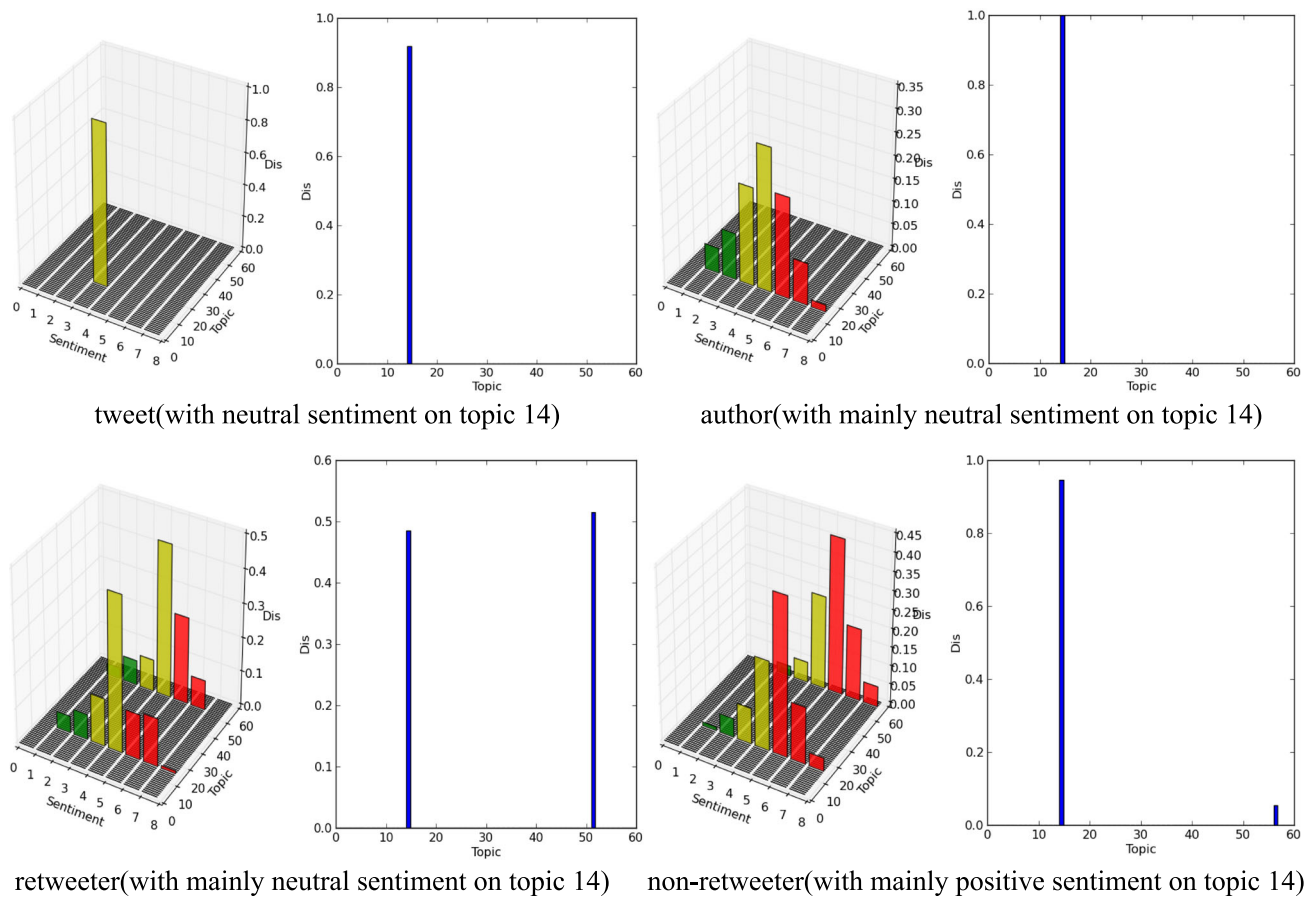 1.0
0.8
0.6
0.4
0.2
0.0
Dis
0 1 2 3 4 5 6 7 8
Sentiment
0 10 20 30 40 50 60
Topic
1.0
0.8
0.6
0.4
0.2
0.0
Dis
0 10 20 30 40 50 60
Topic
tweet(with neutral sentiment on topic 14)
0.35
0.30
0.25
0.20
0.15
0.10
0.05
0.00
Dis
0 1 2 3 4 5 6 7 8
Sentiment
0 10 20 30 40 50 60
Topic
1.0
0.8
0.6
0.4
0.2
0.0
Dis
0 10 20 30 40 50 60
Topic
author(with mainly neutral sentiment on topic 14)
0.5
0.4
0.3
0.2
0.1
0.0
Dis
0 1 2 3 4 5 6 7 8
Sentiment
0 10 20 30 40 50 60
Topic
0.6
0.5
0.4
0.3
0.2
0.1
0.0
Dis
0 10 20 30 40 50 60
Topic
retweeter(with mainly neutral sentiment on topic 14)
0.45
0.40
0.35
0.30
0.25
0.20
0.15
0.10
0.05
0.00
Dis
0 1 2 3 4 5 6 7 8
Sentiment
0 10 20 30 40 50 60
Topic
1.0
0.8
0.6
0.4
0.2
0.0
Dis
0 10 20 30 40 50 60
Topic
non-retweeter(with mainly positive sentiment on topic 14)